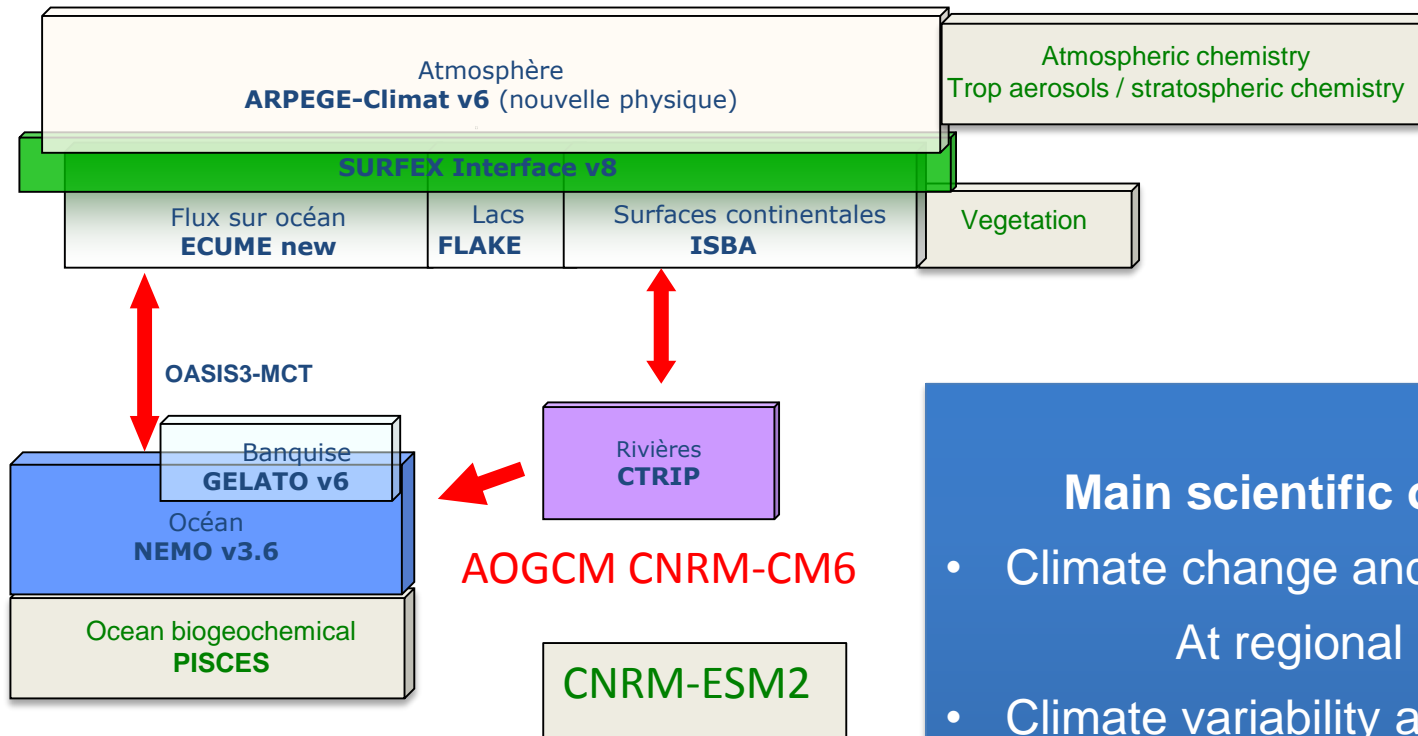 Atmosphère
ARPEGE-Climat v6 (nouvelle physique)
Atmospheric chemistry
Trop aerosols / stratospheric chemistry
SURFEX Interface v8
Flux sur océan
ECUME new
Lacs
FLAKE
Surfaces continentales
ISBA
Vegetation
OASIS3-MCT
Banquise
GELATO v6
Océan
NEMO v3.6
Rivières
CTRIP
AOGCM CNRM-CM6
Ocean biogeochemical
PISCES
CNRM-ESM2
Main scientific
• Climate change and
At regional
• Climate variability